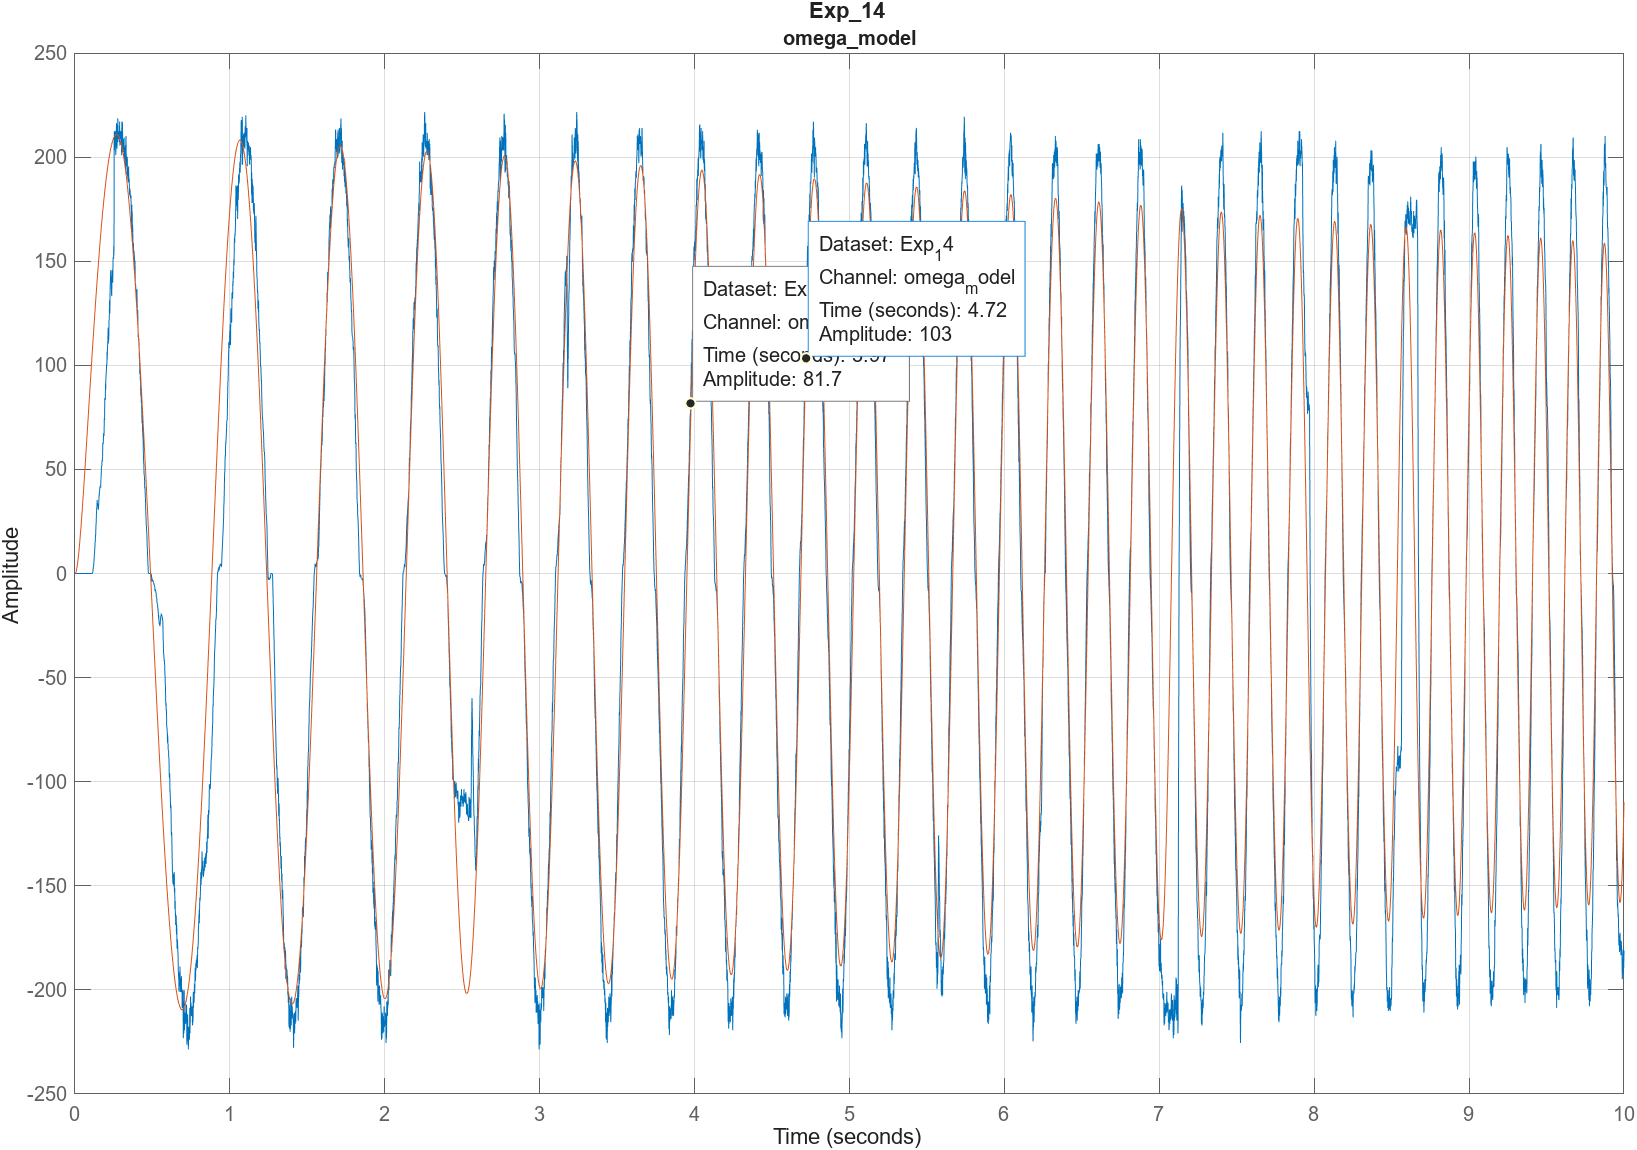 Exp_14
omega_model
250
200
150
100
50
0
-50
-100
-150
-200
-250
Amplitude
Dataset: Ex
Channel: om
Time (seconds):
Amplitude: 81.7
Dataset: Exp_14
Channel: omega_model
Time (seconds): 4.72
Amplitude: 103
0 1 2 3 4 5 6 7 8 9 10
Time (seconds)